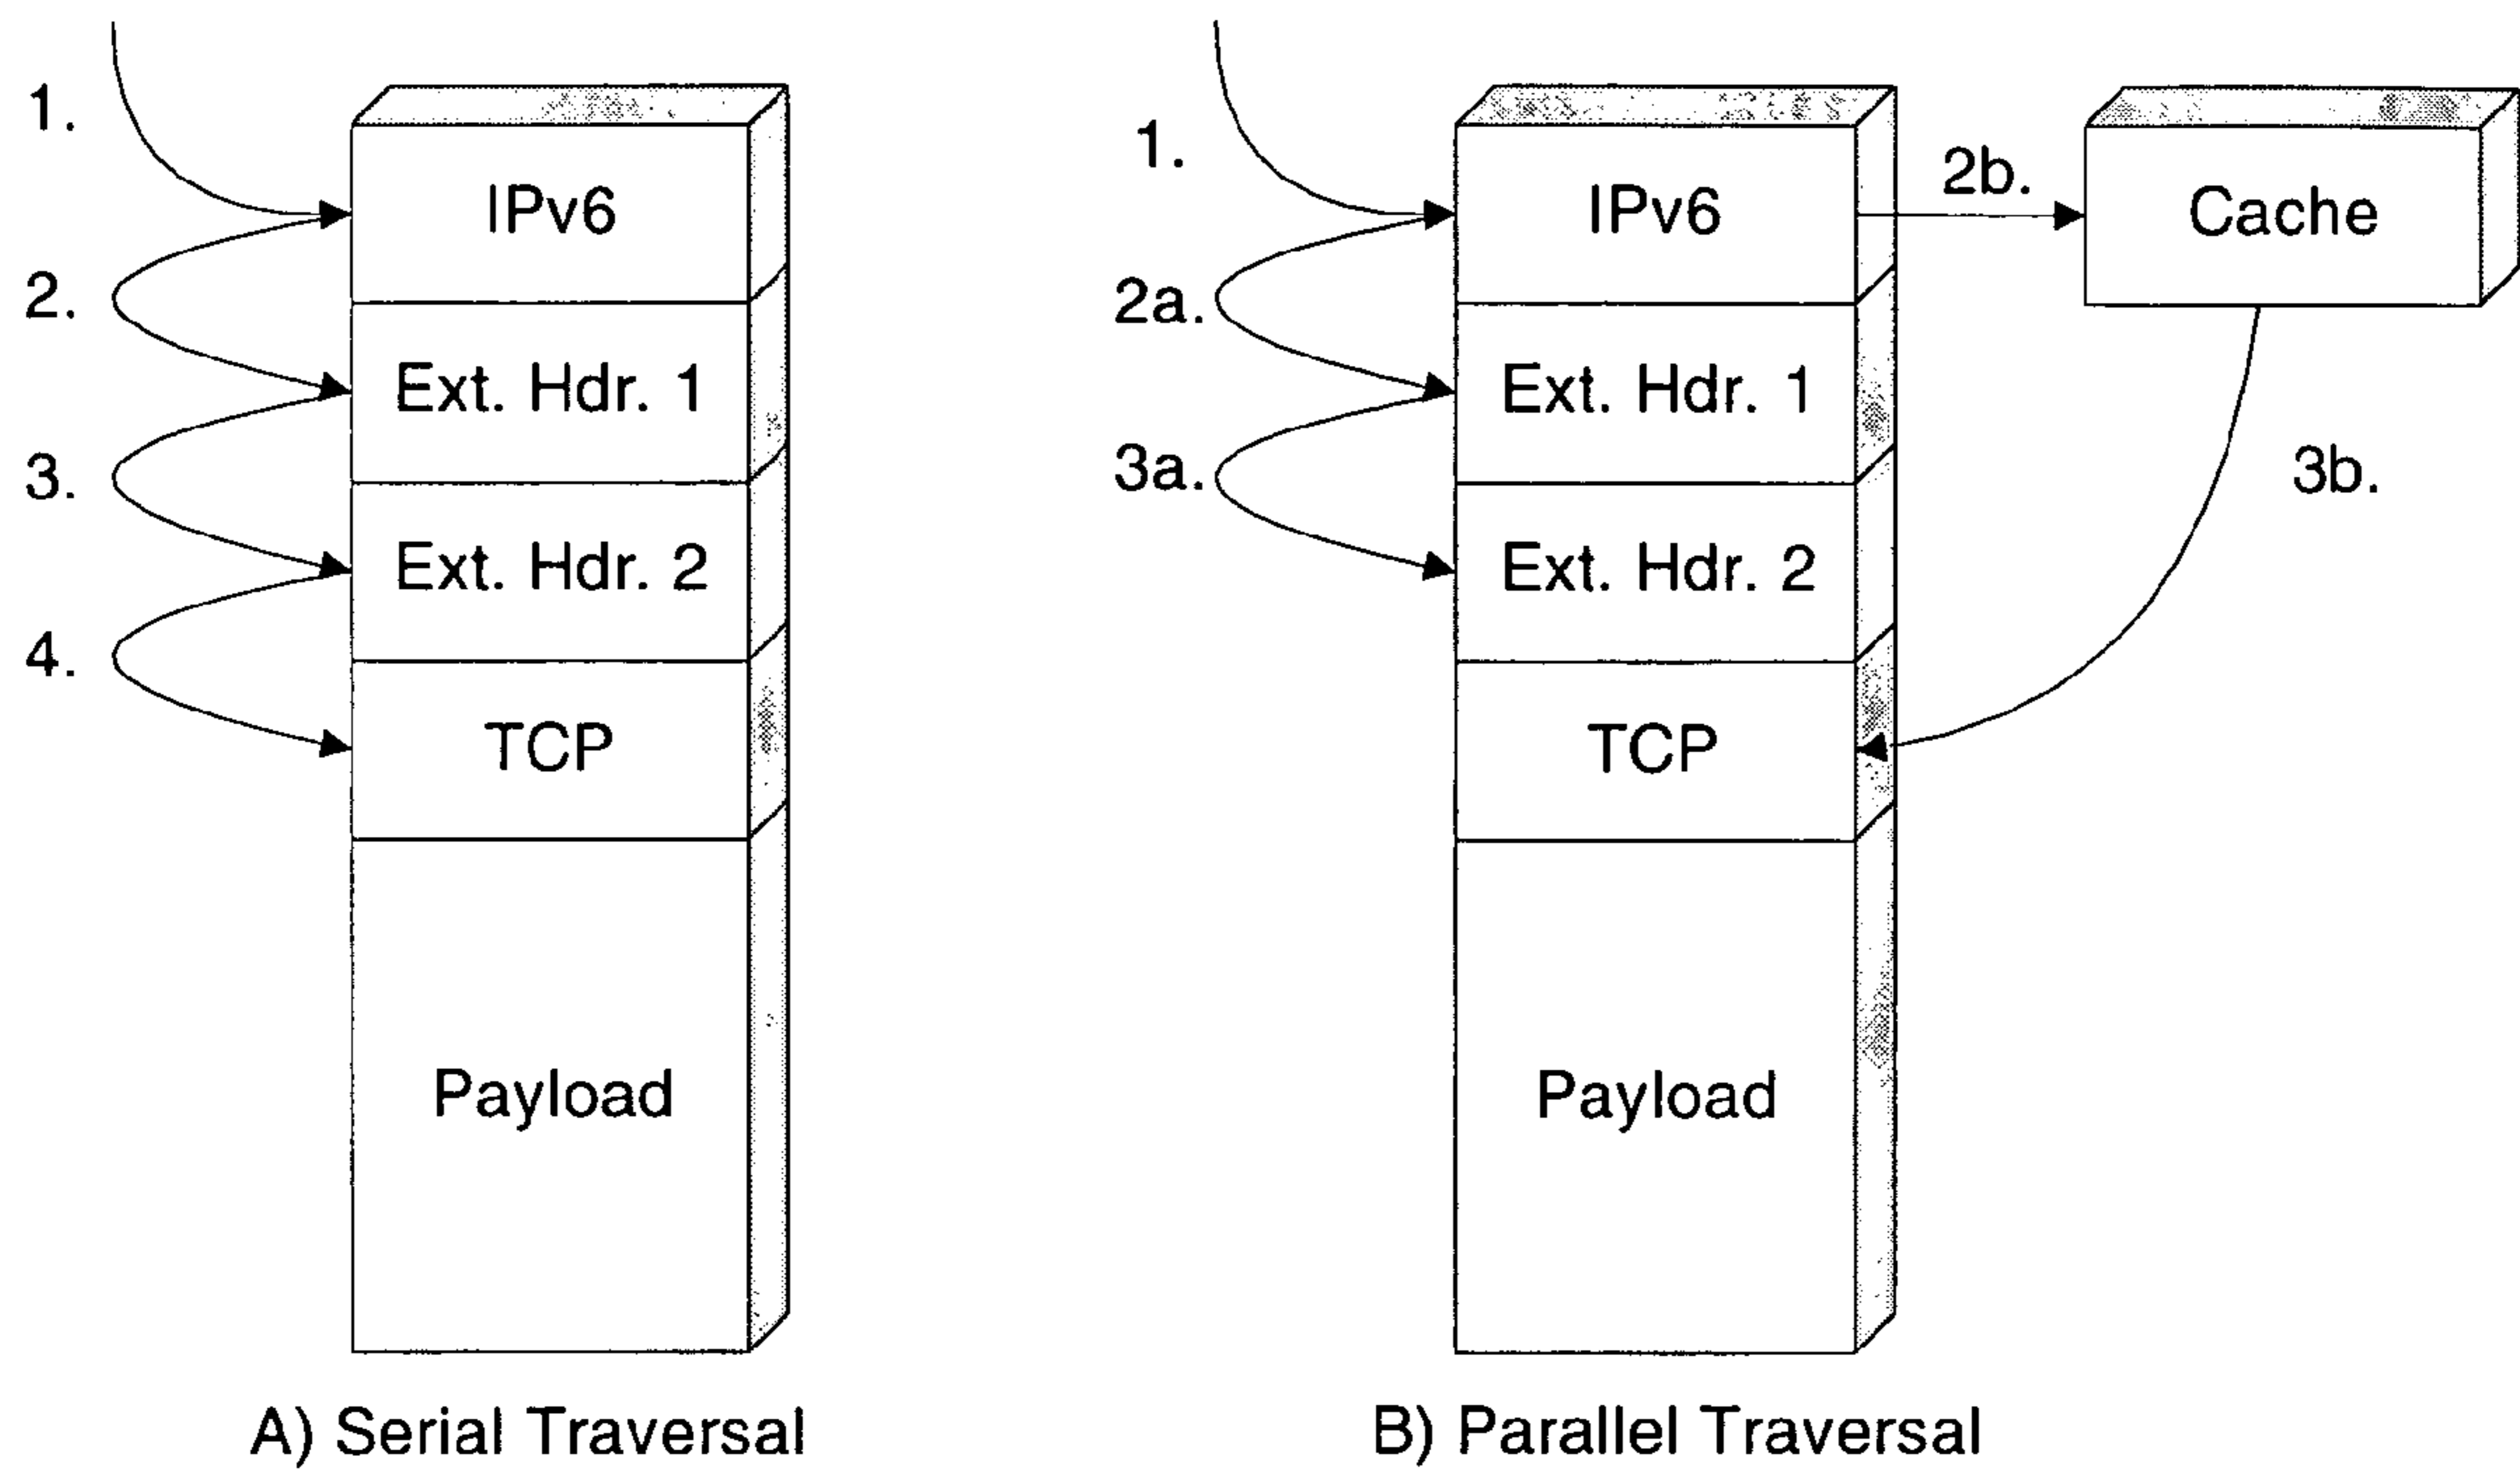 1.
IPv6
2.
Ext. Hdr. 1
3.
Ext. Hdr. 2
4.
TCP
Payload
A) Serial Traversal
1.
IPv6
2b.
Cache
2a.
Ext. Hdr. 1
3a.
3b.
Ext. Hdr. 2
TCP
Payload
B) Parallel Traversal